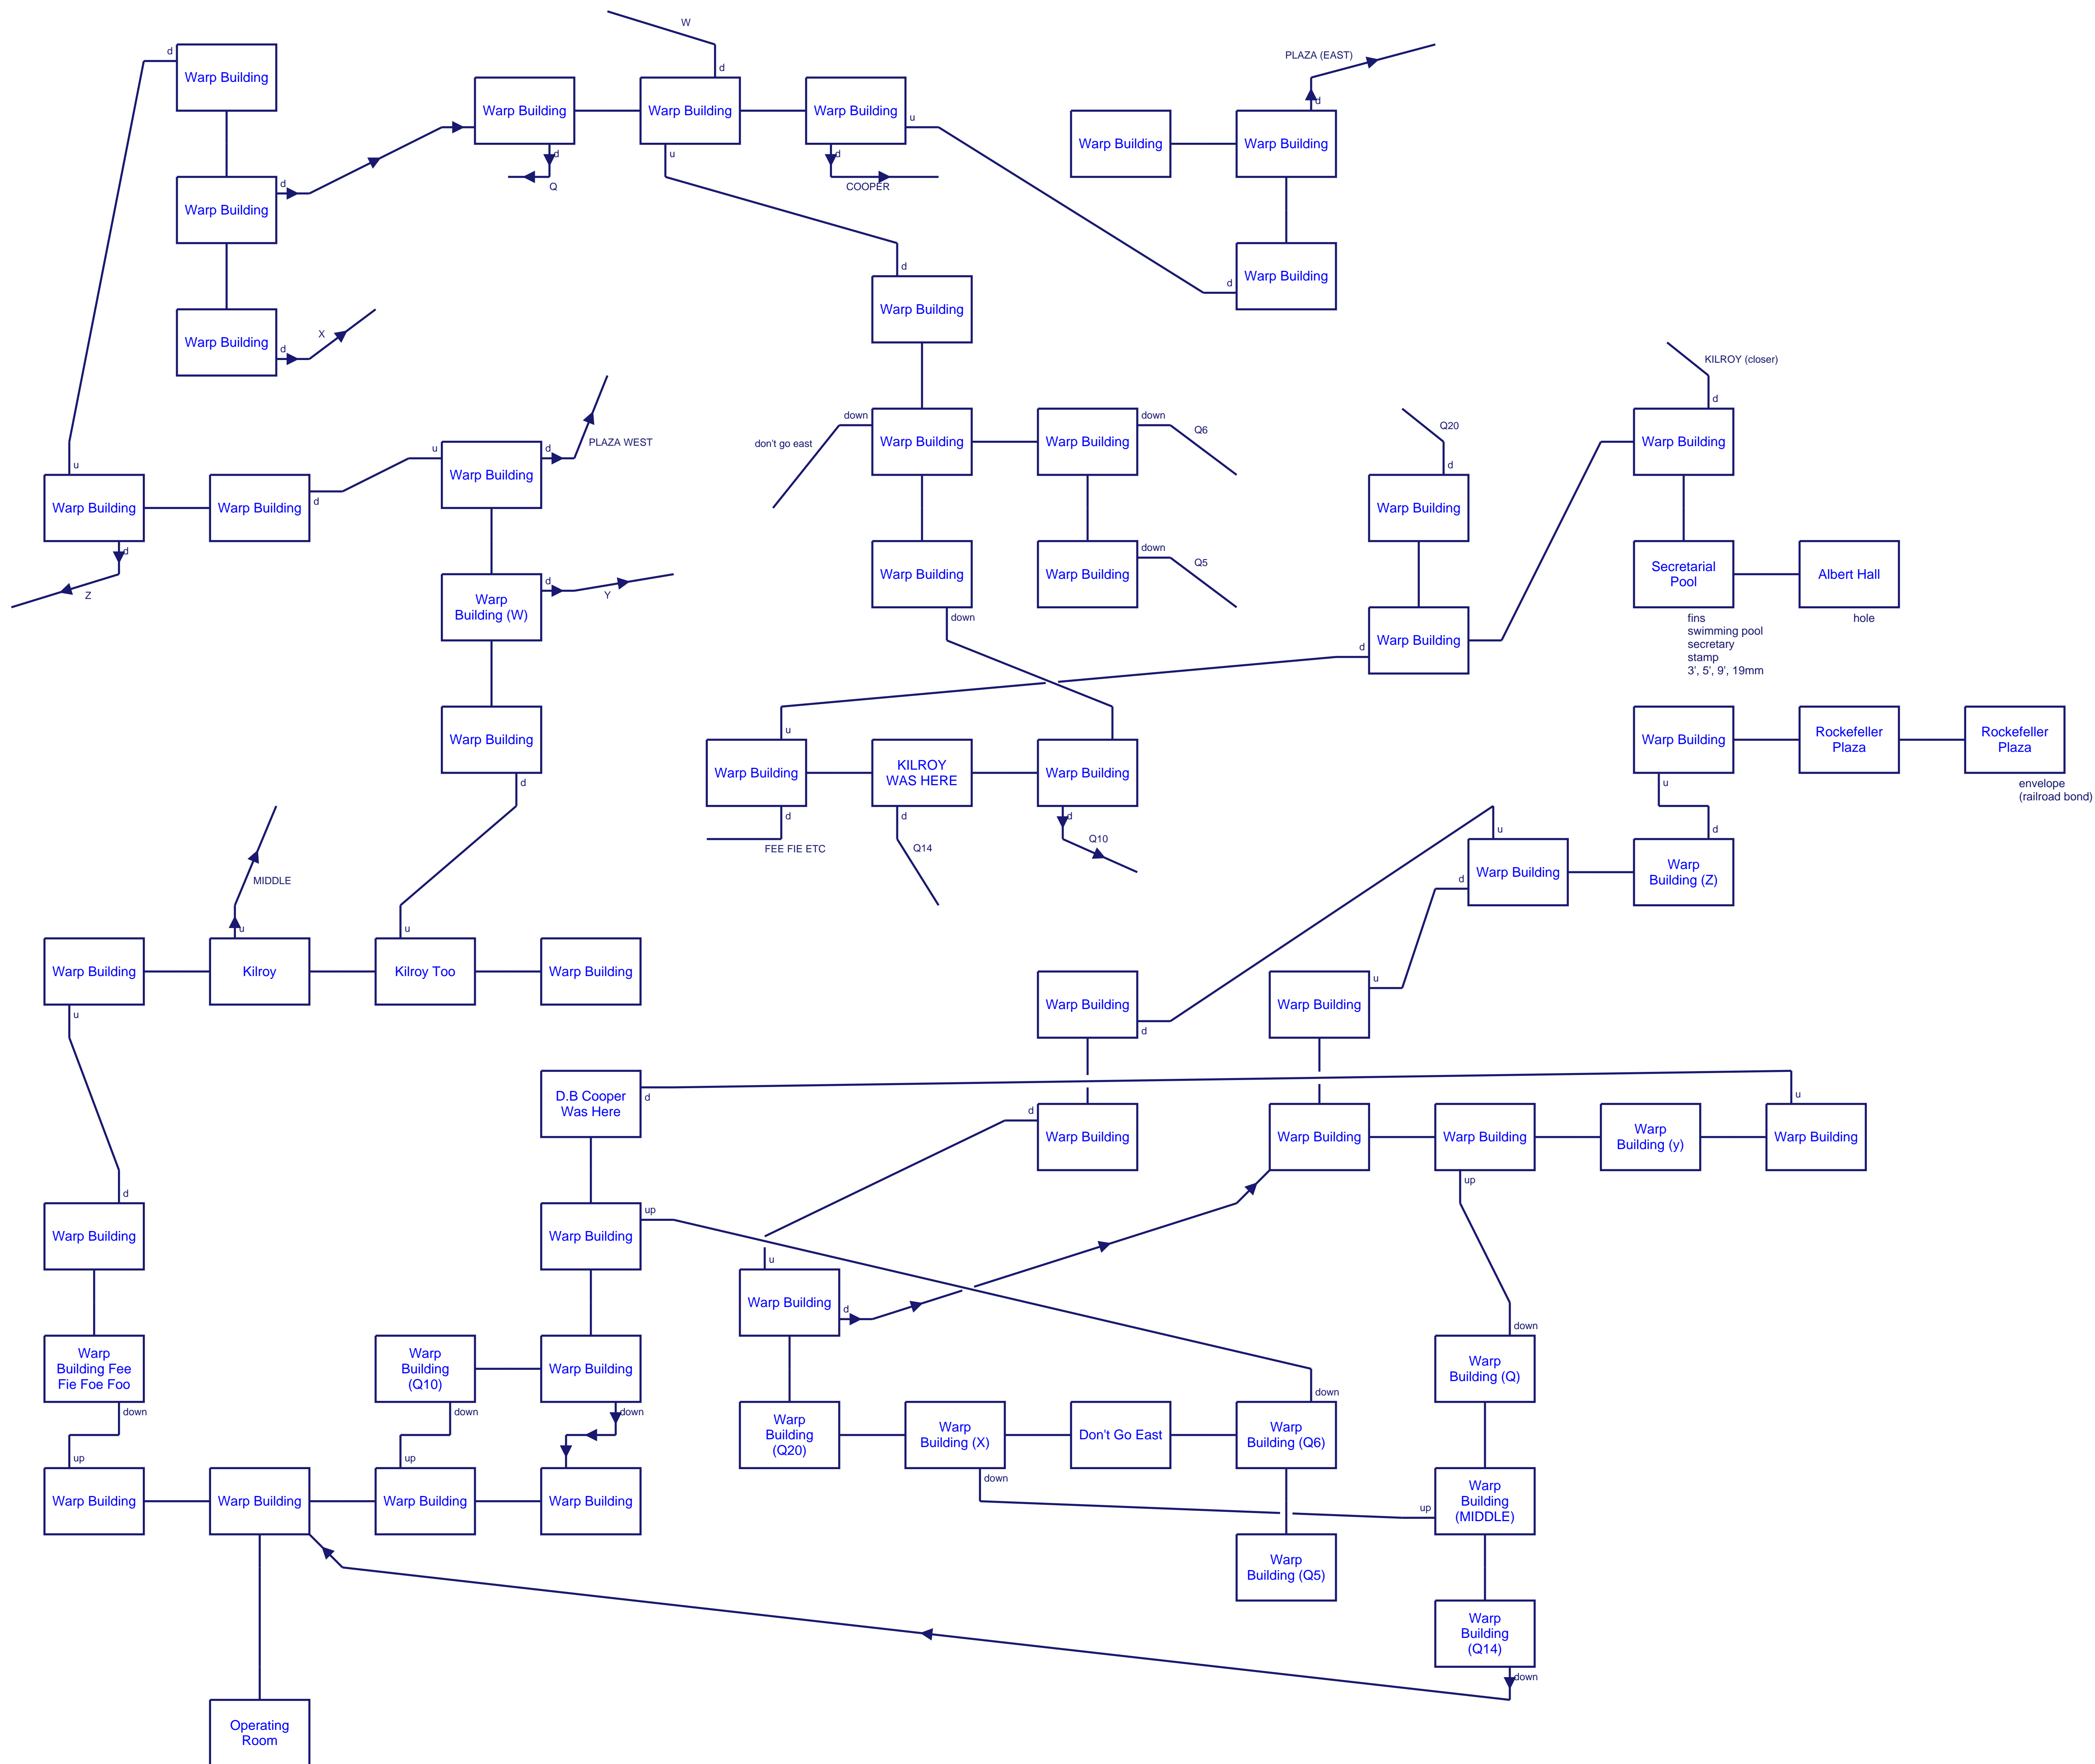 W
d
Warp Building
PLAZA (EAST)
d
Warp Building
Warp Building
Warp Building
d
u
Warp Building
Warp Building
d
u
d
Q
COOPER
d
Warp Building
d
Warp Building
d
Warp Building
Warp Building
X
d
KILROY (closer)
d
down
down
PLAZA WEST
u
d
don't go east
Warp Building
Warp Building
Q6
Q20
Warp Building
u
Warp Building
d
Warp Building
Warp Building
d
Warp Building
d
down
Q5
Z
d
Y
Warp
Building (W)
Warp Building
Warp Building
Secretarial
Pool
Albert Hall
down
d
Warp Building
fins
swimming pool
secretary
stamp
3', 5', 9', 19mm
hole
Warp Building
u
Warp Building
KILROY
WAS HERE
Warp Building
Warp Building
Rockefeller
Plaza
Rockefeller
Plaza
d
d
d
d
FEE FIE ETC
Q14
Q10
u
envelope
(railroad bond)
u
d
MIDDLE
d
Warp Building
Warp
Building (Z)
u
u
Warp Building
Kilroy
Kilroy Too
Warp Building
Warp Building
d
Warp Building
u
u
D.B Cooper
Was Here
d
d
Warp Building
Warp Building
Warp Building
Warp
Building (y)
u
Warp Building
d
Warp Building
up
Warp Building
up
u
Warp Building
d
Warp
Building Fee
Fie Foe Foo
Warp
Building
(Q10)
Warp Building
down
Warp
Building (Q)
down
down
down
down
Warp
Building
(Q20)
Warp
Building (X)
Don't Go East
Warp
Building (Q6)
up
up
down
Warp Building
Warp Building
Warp Building
Warp Building
up
Warp
Building
(MIDDLE)
Warp
Building (Q5)
Warp
Building
(Q14)
down
Operating
Room